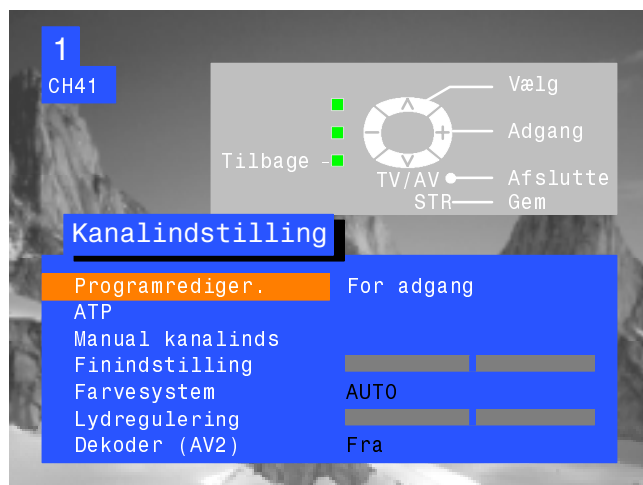 1
CH41
Vælg
Adgang
Tilbage
TV/AV Afslutte
STR Gem
Kanalindstilling
Programrediger. For adgang
ATP
Manual kanalinds
Finindstilling
Farvesystem AUTO
Lydregulering
Dekoder (AV2) Fra